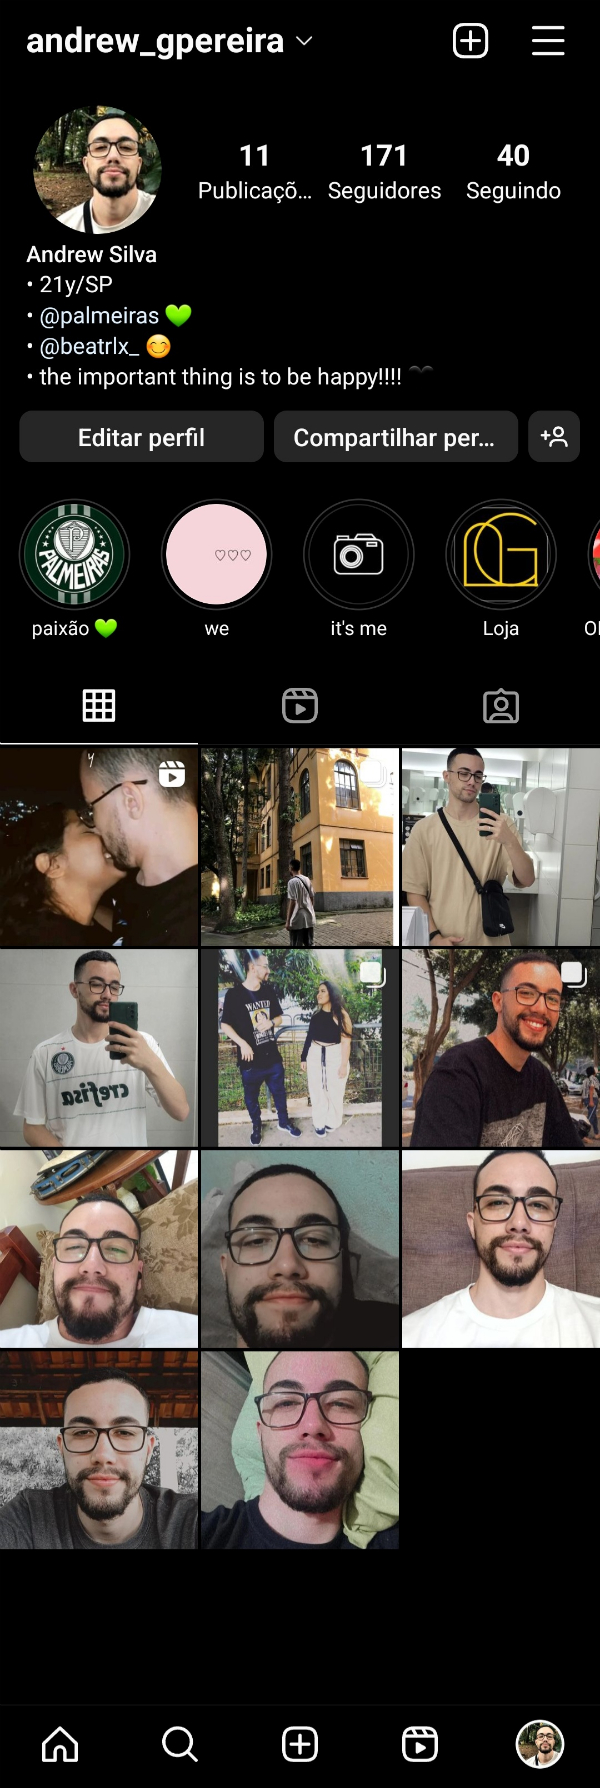 andrew_gpereira
11 171 40
Publicaçõ... Seguidores Seguindo
Andrew Silva
• 21y/SP
• @palmeiras 💚
• @beatrlx_ 😊
• the important thing is to be happy!!!! 🖤
Editar perfil Compartilhar per...
PALMEIRAS
paixão 💚 we it's me Loja
WANTED
crefisa